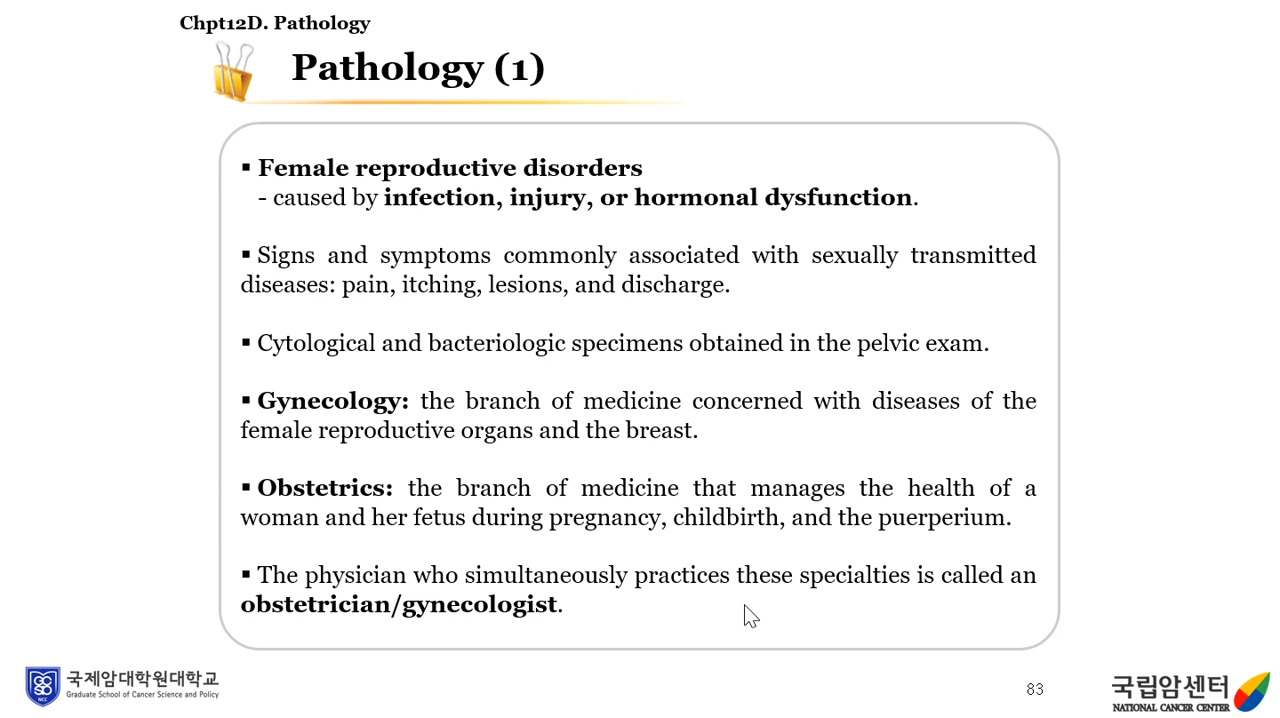 Chpt12D. Pathology
Pathology (1)
▪ Female reproductive disorders
- caused by infection, injury, or hormonal dysfunction.
▪ Signs and symptoms commonly associated with sexually transmitted
diseases: pain, itching, lesions, and discharge.
▪ Cytological and bacteriologic specimens obtained in the pelvic exam.
▪ Gynecology: the branch of medicine concerned with diseases of the
female reproductive organs and the breast.
▪ Obstetrics: the branch of medicine that manages the health of a
woman and her fetus during pregnancy, childbirth, and the puerperium.
▪ The physician who simultaneously practices these specialties is called an
obstetrician/gynecologist.
NCC
국제암대학원대학교
Graduate School of Cancer Science and Policy
83
국립암센터
NATIONAL CANCER CENTER